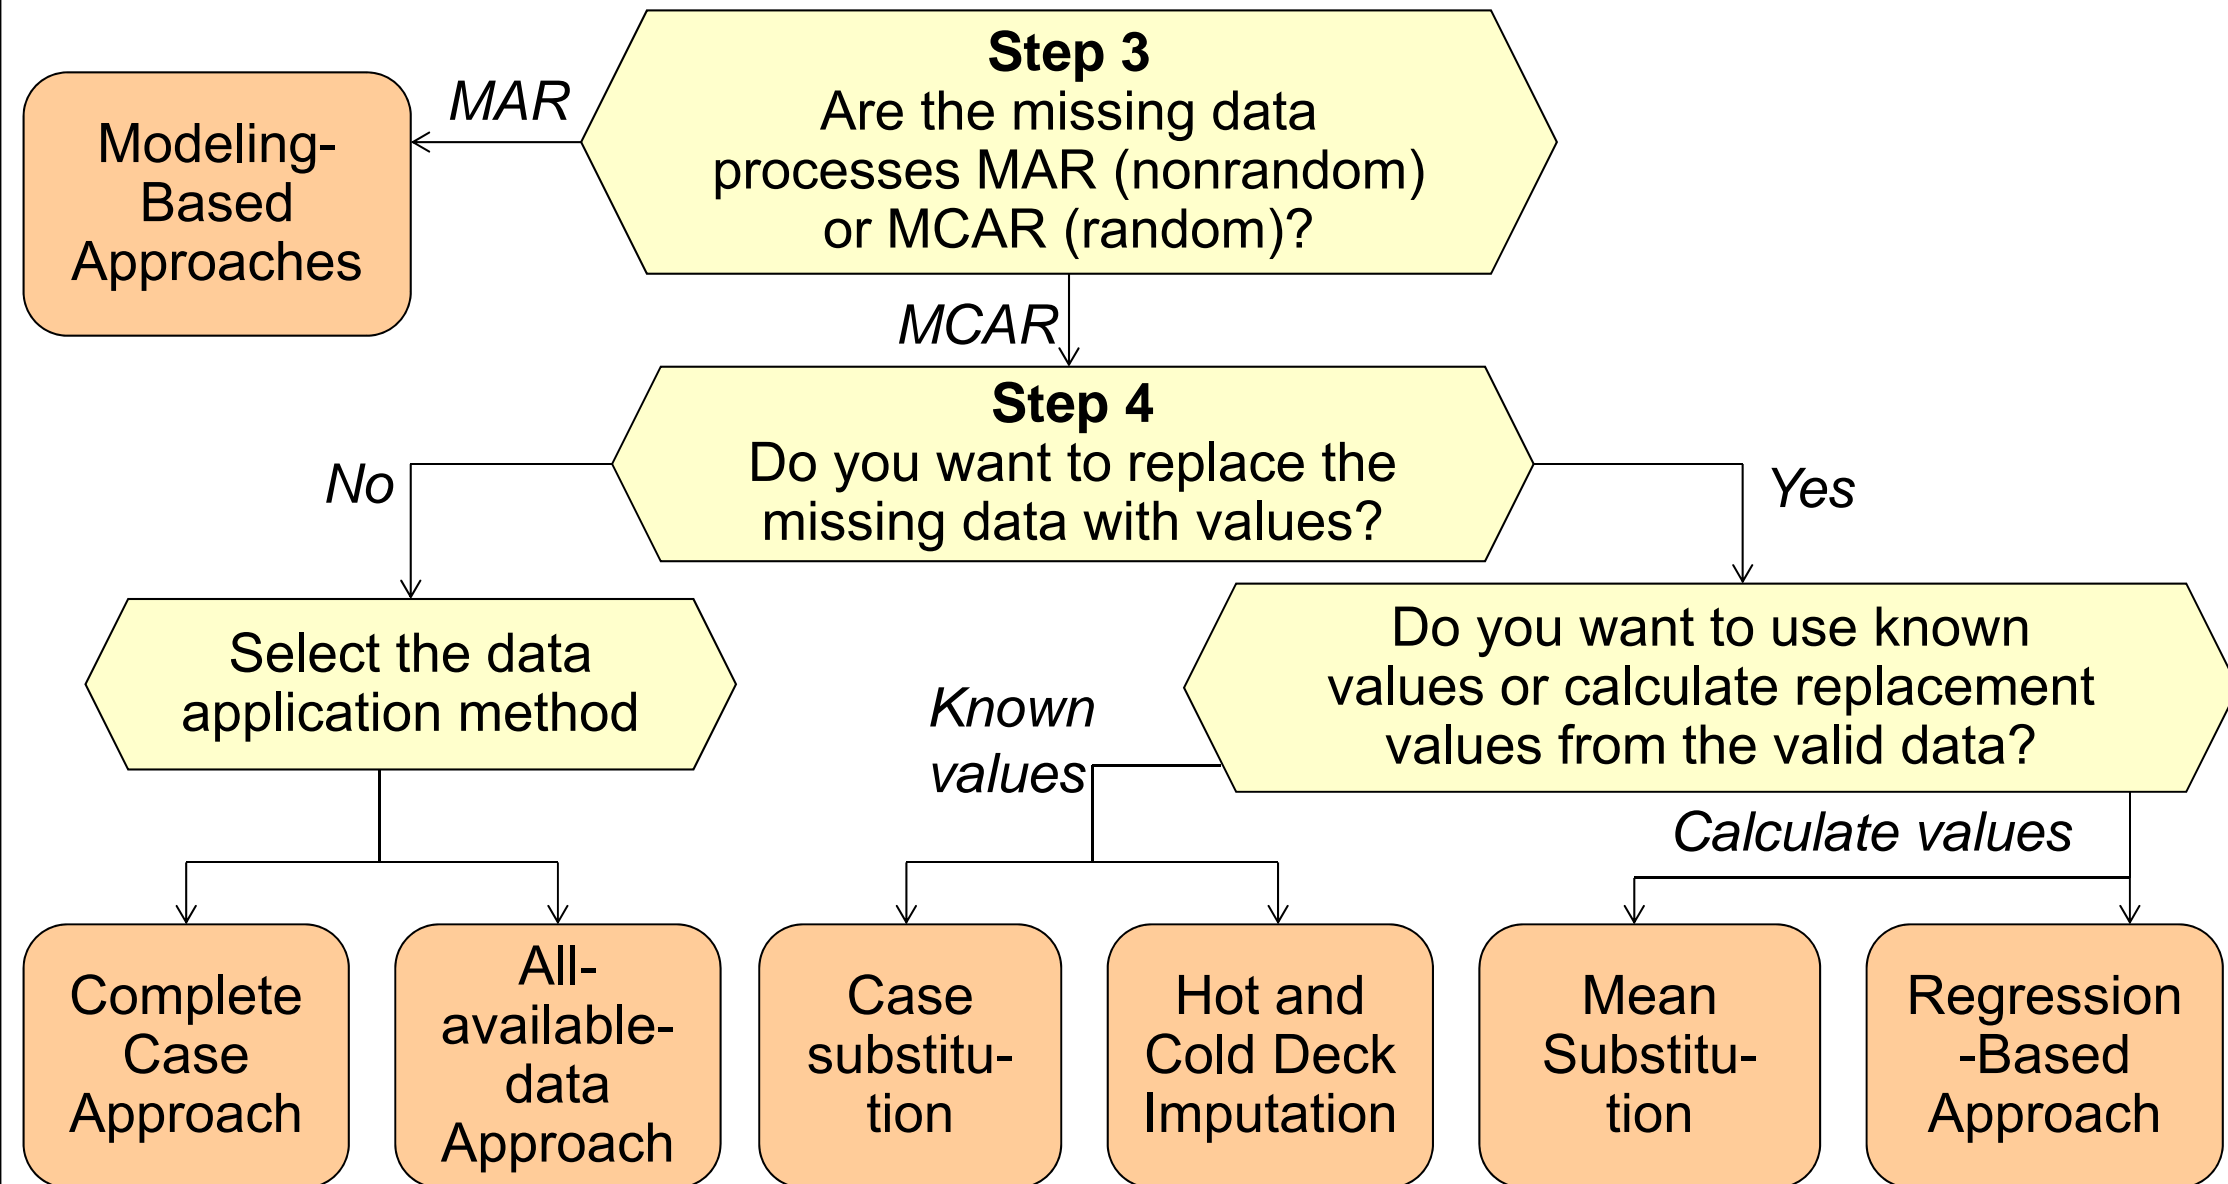 Step 3
Are the missing data
processes MAR (nonrandom)
or MCAR (random)?
MAR
Modeling-
Based
Approaches
MCAR
Step 4
Do you want to replace the
missing data with values?
No
Yes
Select the data
application method
Do you want to use known
values or calculate replacement
values from the valid data?
Known
values
Calculate values
Complete
Case
Approach
All-
available-
data
Approach
Case
substitu-
tion
Hot and
Cold Deck
Imputation
Mean
Substitu-
tion
Regression
-Based
Approach